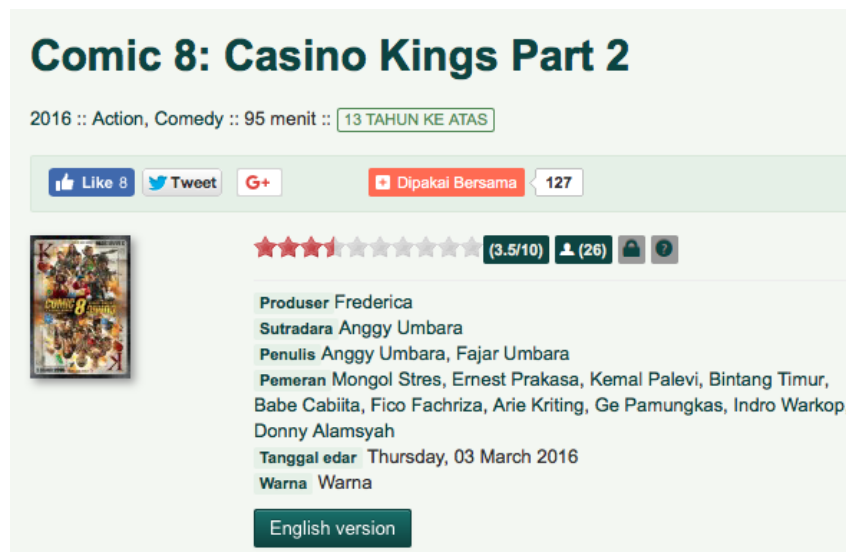 Comic 8: Casino Kings Part 2
2016 :: Action, Comedy :: 95 menit :: 13 TAHUN KE ATAS
Like 8 Tweet G+ Dipakai Bersama 127
(3.5/10) (26) ?
K
COMIC 8
K
Produser Frederica
Sutradara Anggy Umbara
Penulis Anggy Umbara, Fajar Umbara
Pemeran Mongol Stres, Ernest Prakasa, Kemal Palevi, Bintang Timur,
Babe Cabiita, Fico Fachriza, Arie Kriting, Ge Pamungkas, Indro Warkop
Donny Alamsyah
Tanggal edar Thursday, 03 March 2016
Warna Warna
English version